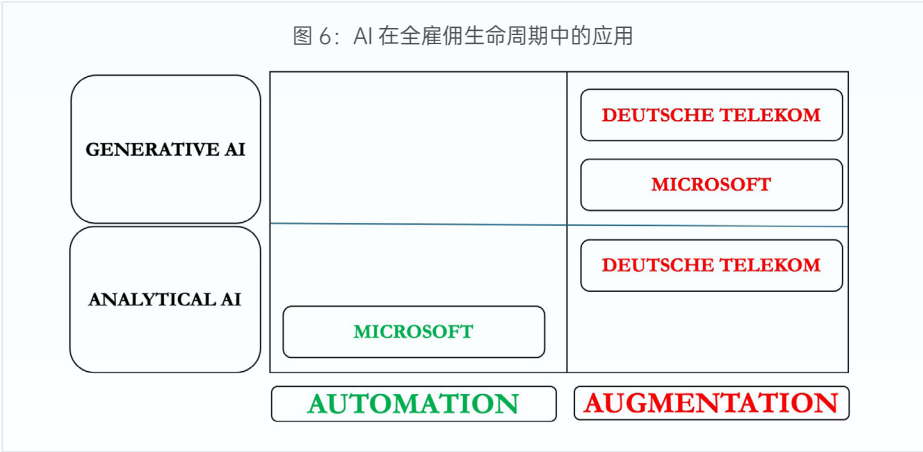 图 6：AI 在全雇佣生命周期中的应用
GENERATIVE AI
DEUTSCHE TELEKOM
MICROSOFT
ANALYTICAL AI
DEUTSCHE TELEKOM
MICROSOFT
AUTOMATION
AUGMENTATION